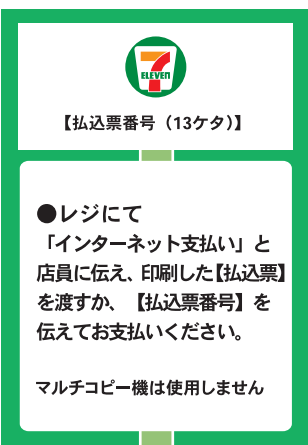 7
ELEVEn
【払込票番号（13ケタ）】
●レジにて
「インターネット支払い」と
店員に伝え、印刷した【払込票】
を渡すか、【払込票番号】を
伝えてお支払いください。
マルチコピー機は使用しません